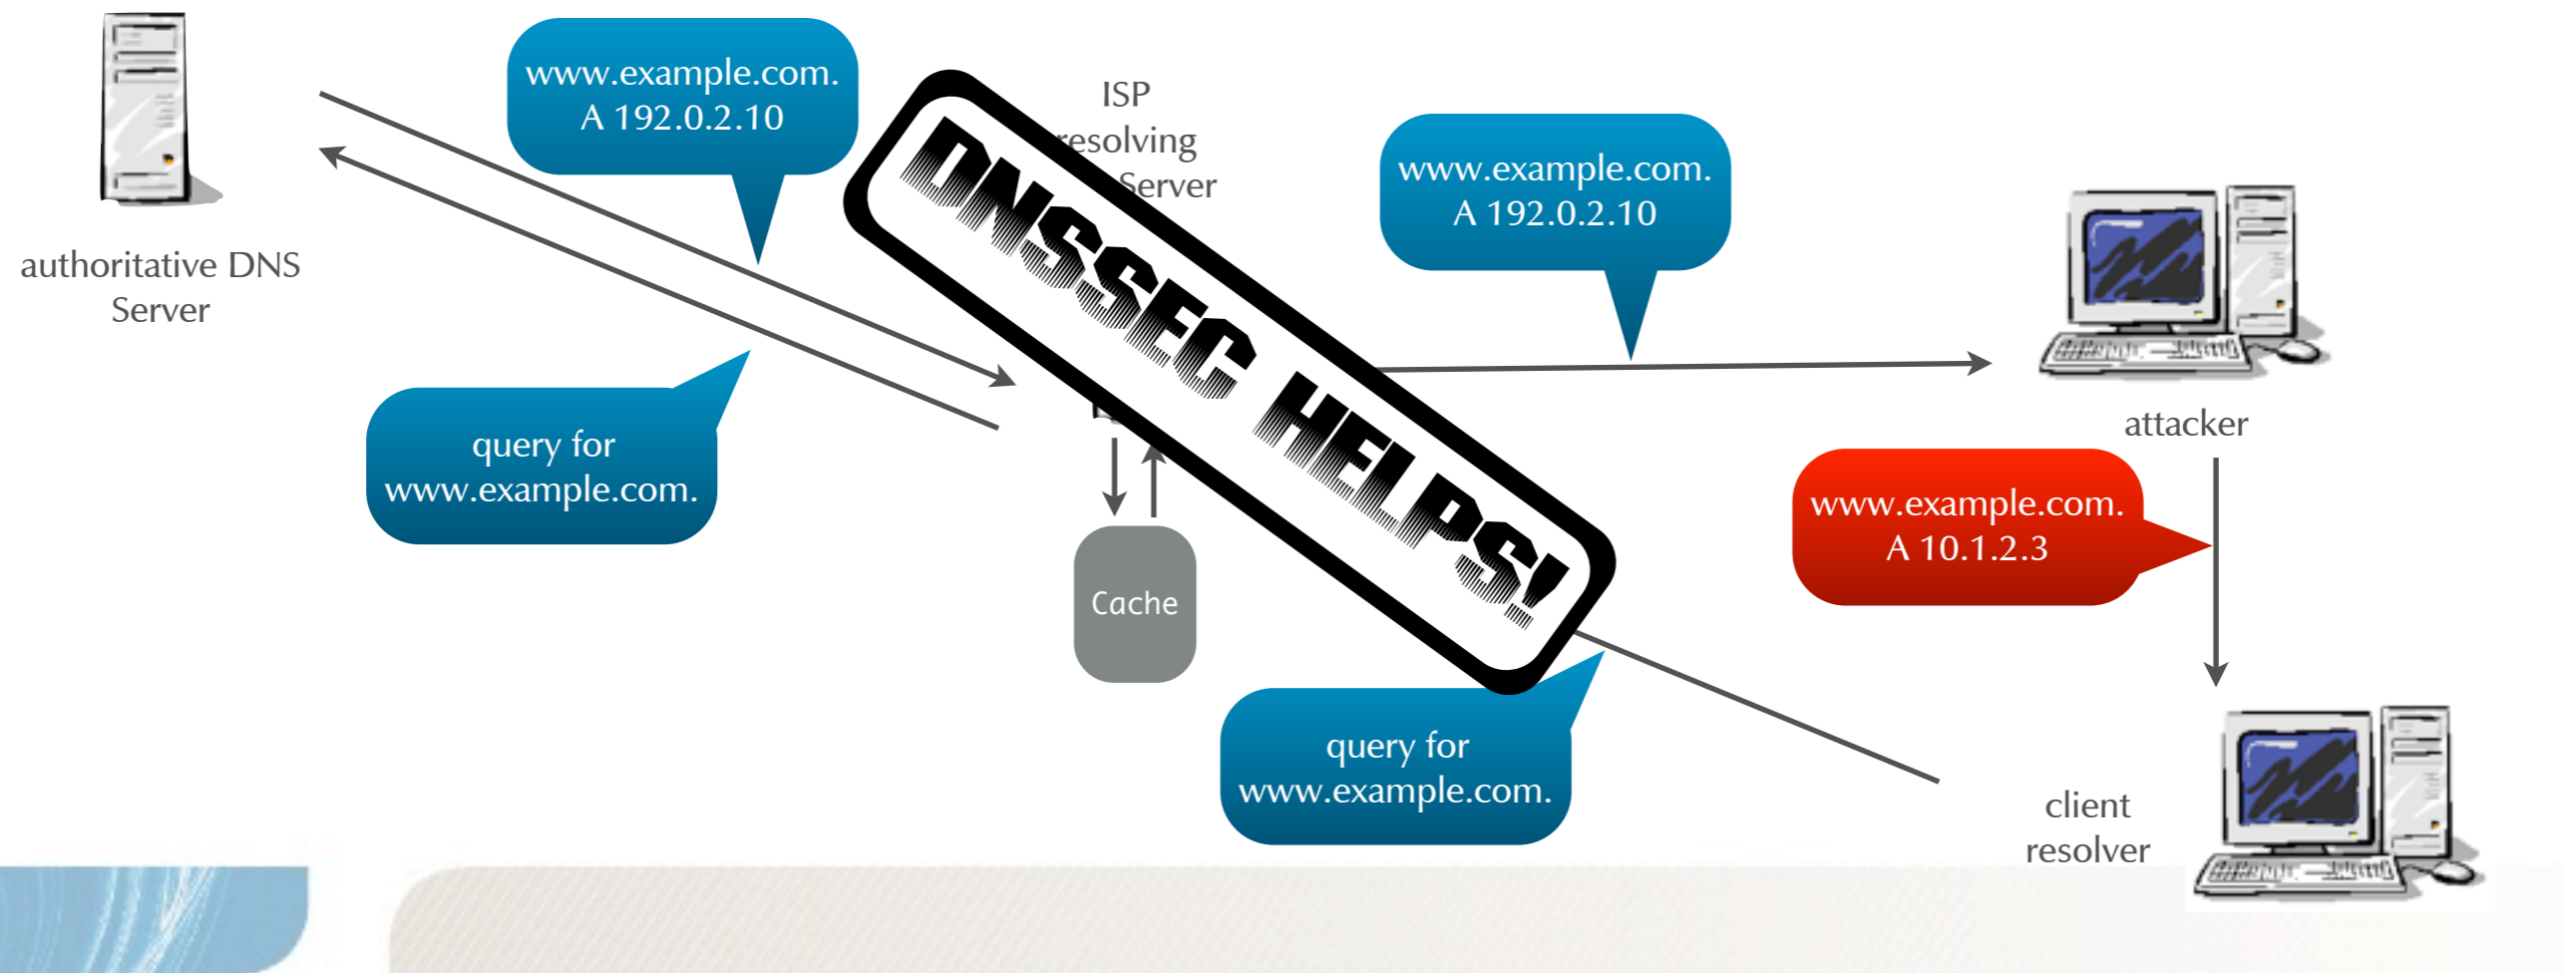 www.example.com.
A 192.0.2.10
ISP
resolving
Server
www.example.com.
A 192.0.2.10
authoritative DNS
Server
DNSSEC HELPS!
attacker
query for
www.example.com.
www.example.com.
A 10.1.2.3
Cache
query for
www.example.com.
client
resolver